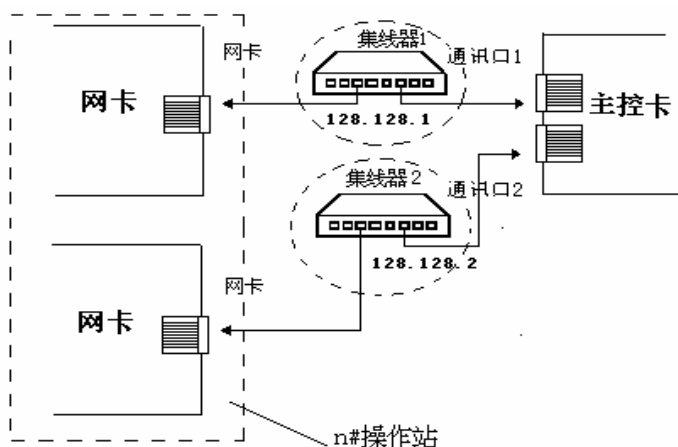 集线器1
网卡
通讯口1
网卡
主控卡
128.128.1
集线器2
通讯口2
128.128.2
网卡
网卡
n#操作站